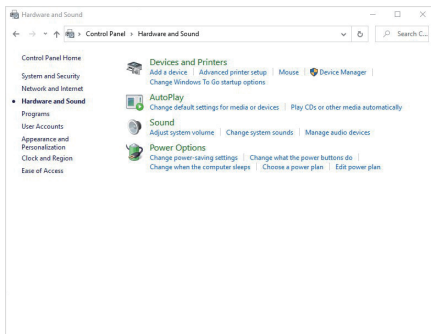 Hardware and Sound
Control Panel › Hardware and Sound
Search C...
Control Panel Home
System and Security
Network and Internet
Hardware and Sound
Programs
User Accounts
Appearance and
Personalization
Clock and Region
Ease of Access
Devices and Printers
Add a device | Advanced printer setup | Mouse | Device Manager |
Change Windows To Go startup options
AutoPlay
Change default settings for media or devices | Play CDs or other media automatically
Sound
Adjust system volume | Change system sounds | Manage audio devices
Power Options
Change power-saving settings | Change what the power buttons do |
Change when the computer sleeps | Choose a power plan | Edit power plan